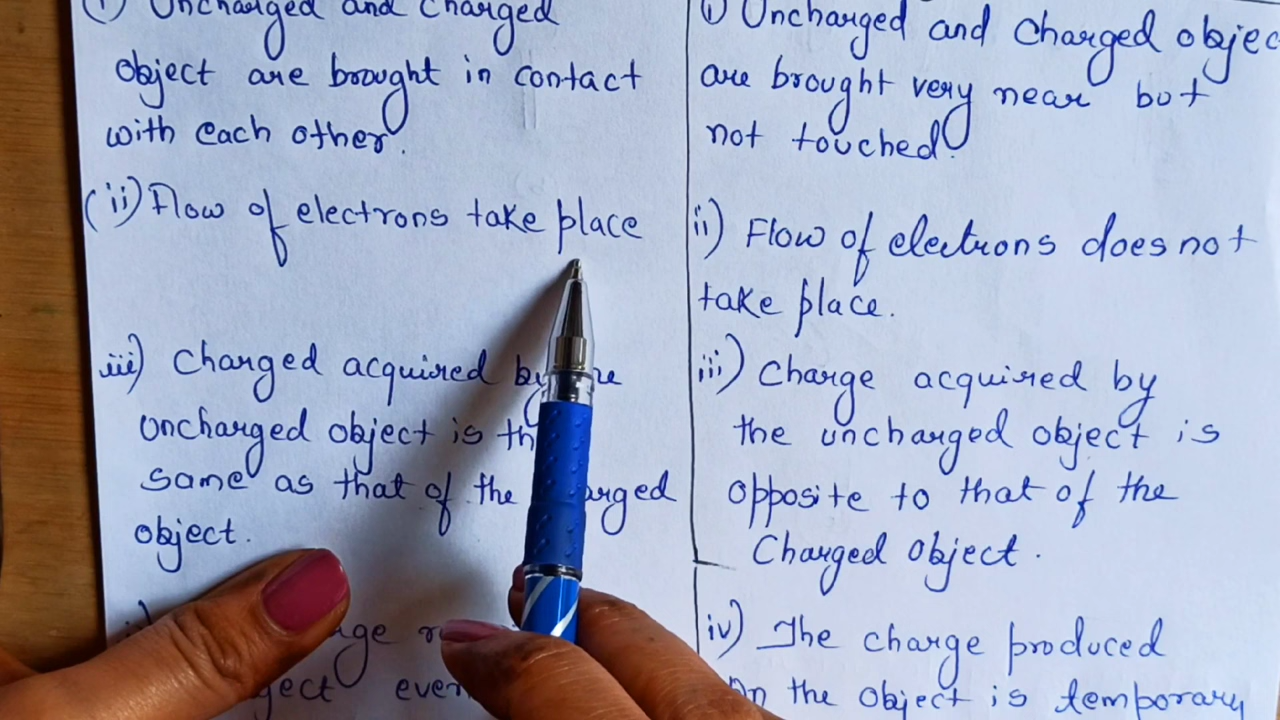 (i) Uncharged and charged
object are brought in contact
with each other.
(ii) Flow of electrons take place
iii) Charged acquired by
uncharged object is
same as that of the
object.
i) Uncharged and Charged
are brought very near but
not touched.
ii) Flow of electrons does not
take place.
iii) Charge acquired by
the uncharged object is
opposite to that of the
Charged object.
iv) The charge produced
on the object is temporary